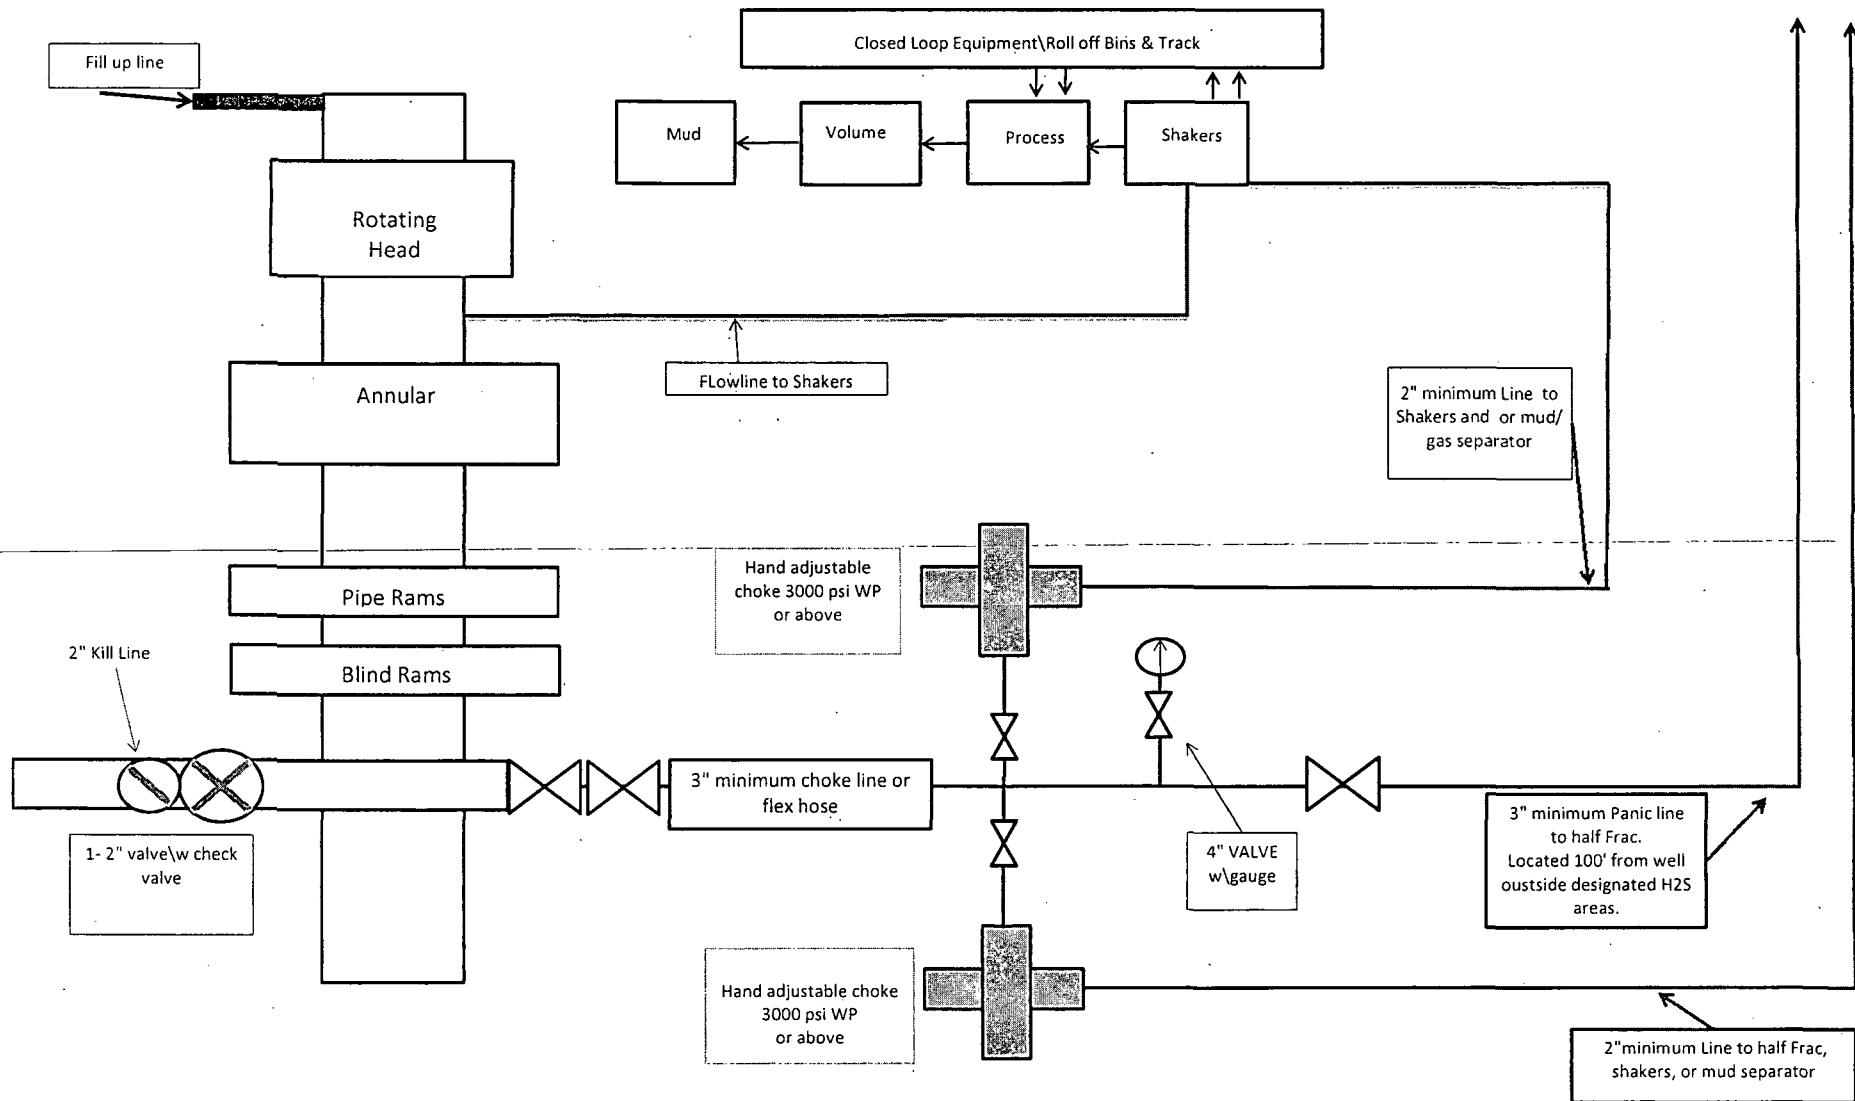 Closed Loop Equipment\Roll off Bins & Track
Fill up line
Mud
Volume
Process
Shakers
Rotating
Head
FLowline to Shakers
Annular
2" minimum Line to
Shakers and or mud/
gas separator
Hand adjustable
choke 3000 psi WP
or above
Pipe Rams
2" Kill Line
Blind Rams
3" minimum choke line or
flex hose
1- 2" valve\w check
valve
4" VALVE
w\gauge
3" minimum Panic line
to half Frac.
Located 100' from well
oustside designated H2S
areas.
Hand adjustable choke
3000 psi WP
or above
2"minimum Line to half Frac,
shakers, or mud separator